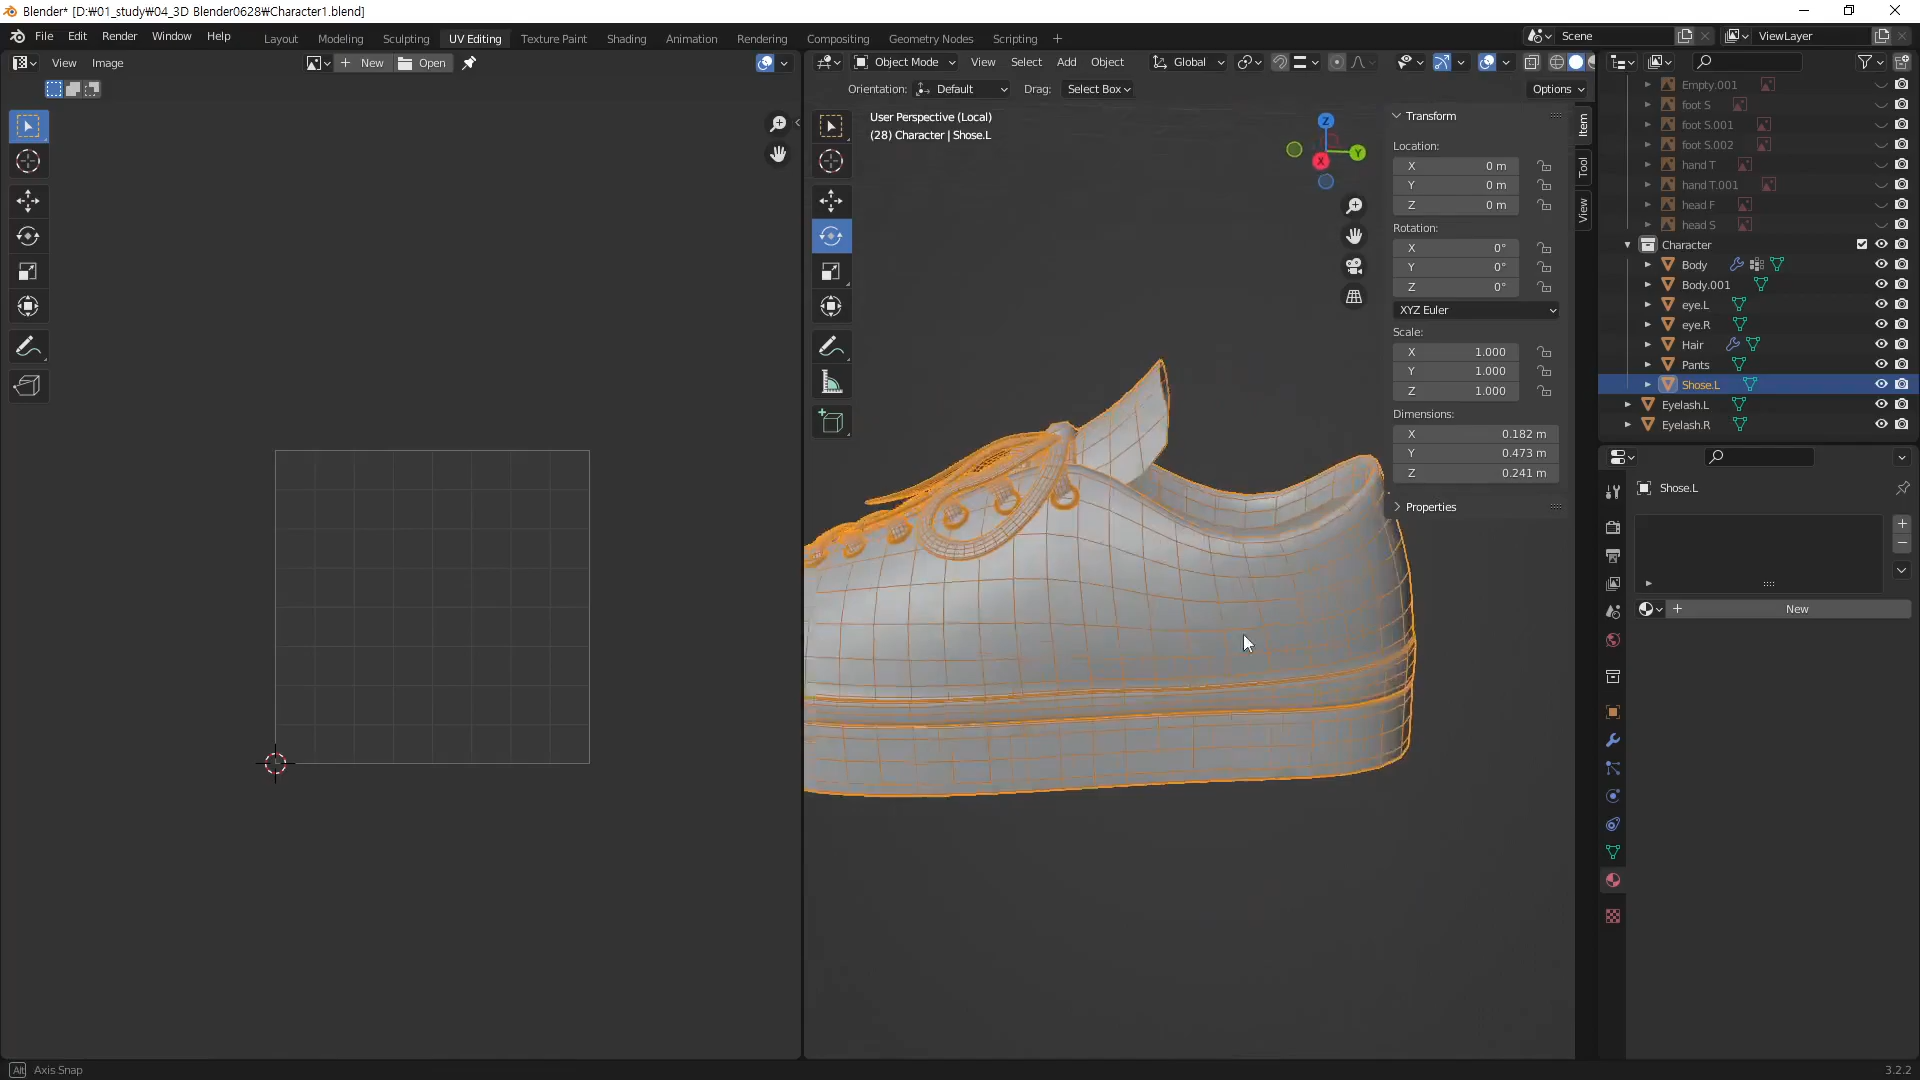 Blender* [D:₩01_study₩04_3D Blender0628₩Character1.blend]
File Edit Render Window Help
Layout Modeling Sculpting UV Editing Texture Paint Shading Animation Rendering Compositing Geometry Nodes Scripting +
Scene
ViewLayer
View Image
New
Open
Object Mode View Select Add Object
Global
Orientation: Default Drag: Select Box
Options
User Perspective (Local)
(28) Character | Shose.L
Z
Y
X
Transform
Location:
X 0 m
Y 0 m
Z 0 m
Rotation:
X 0°
Y 0°
Z 0°
XYZ Euler
Scale:
X 1.000
Y 1.000
Z 1.000
Dimensions:
X 0.182 m
Y 0.473 m
Z 0.241 m
Properties
Item
Tool
View
Empty.001
foot S
foot S.001
foot S.002
hand T
hand T.001
head F
head S
Character
Body
Body.001
eye.L
eye.R
Hair
Pants
Shose.L
Eyelash.L
Eyelash.R
Shose.L
New
Alt Axis Snap
3.2.2